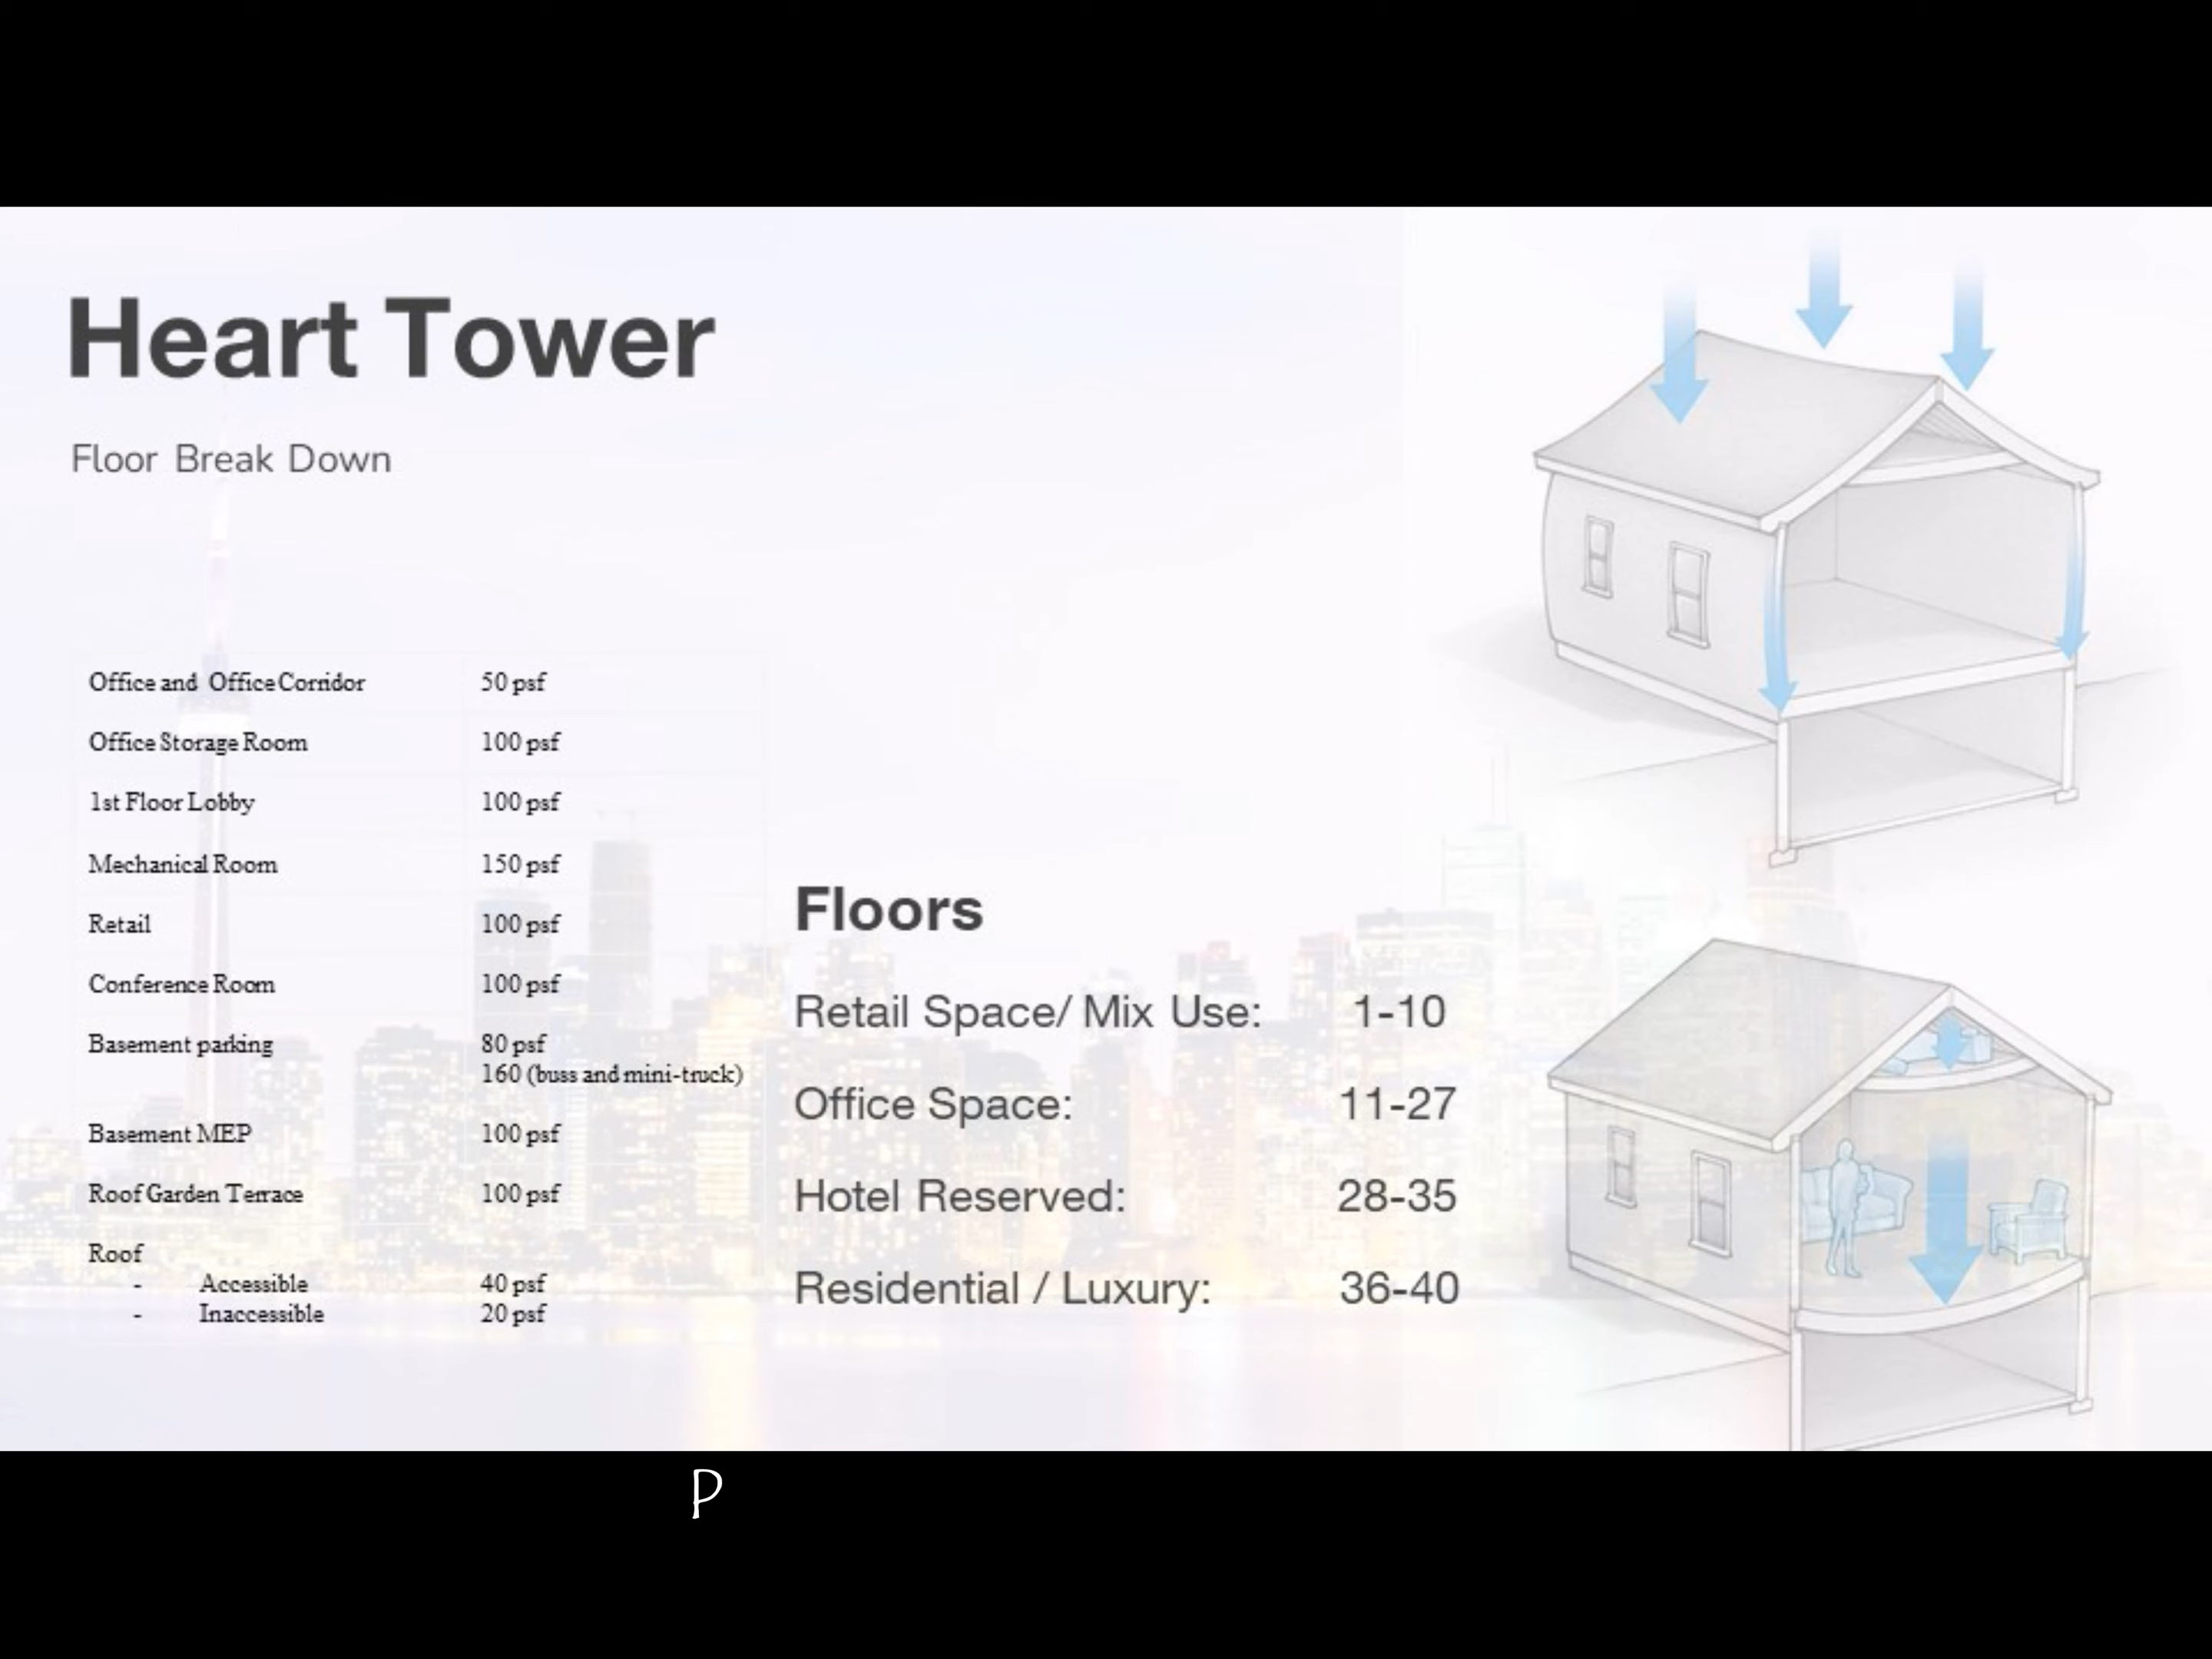 Heart Tower
Floor Break Down
Office and Office Corridor 50 psf
Office Storage Room 100 psf
1st Floor Lobby 100 psf
Mechanical Room 150 psf
Retail 100 psf
Conference Room 100 psf
Basement parking 80 psf
160 (buss and mini-truck)
Basement MEP 100 psf
Roof Garden Terrace 100 psf
Roof
- Accessible 40 psf
- Inaccessible 20 psf
Floors
Retail Space/ Mix Use: 1-10
Office Space: 11-27
Hotel Reserved: 28-35
Residential / Luxury: 36-40
P